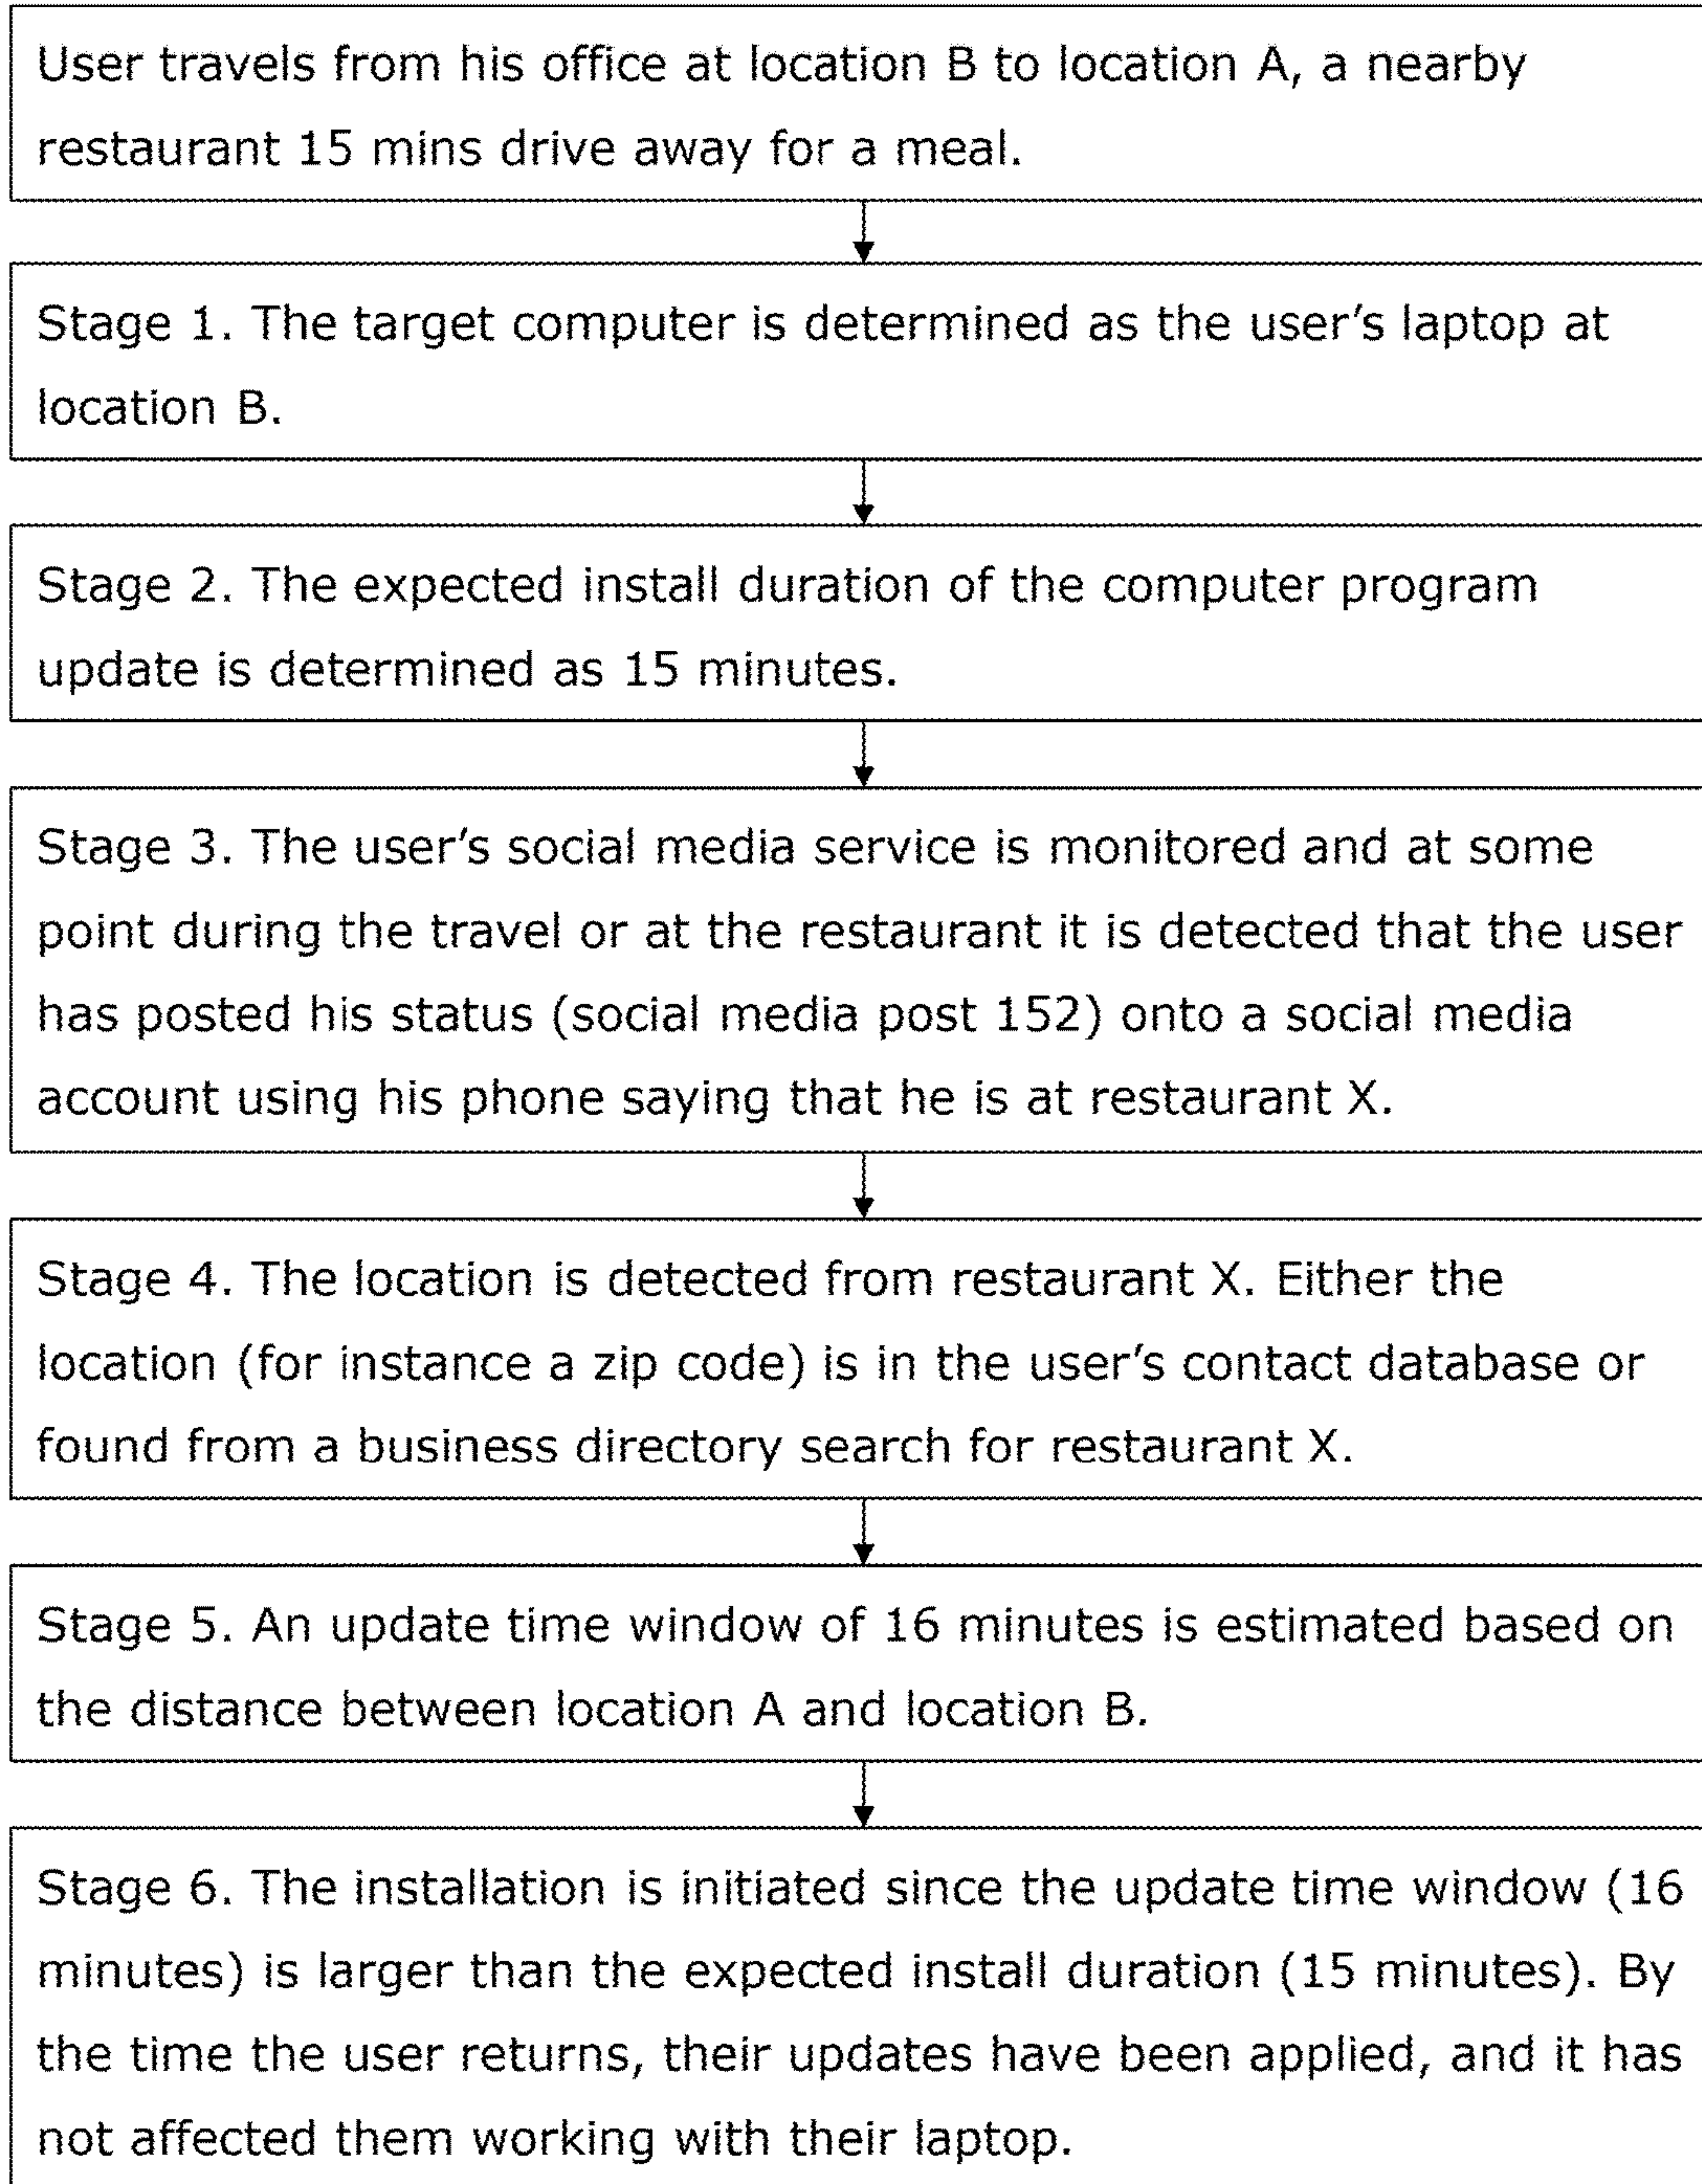 User travels from his office at location B to location A, a nearby
restaurant 15 mins drive away for a meal.
Stage 1. The target computer is determined as the user's laptop at
location B.
Stage 2. The expected install duration of the computer program
update is determined as 15 minutes.
Stage 3. The user's social media service is monitored and at some
point during the travel or at the restaurant it is detected that the user
has posted his status (social media post 152) onto a social media
account using his phone saying that he is at restaurant X.
Stage 4. The location is detected from restaurant X. Either the
location (for instance a zip code) is in the user's contact database or
found from a business directory search for restaurant X.
Stage 5. An update time window of 16 minutes is estimated based on
the distance between location A and location B.
Stage 6. The installation is initiated since the update time window (16
minutes) is larger than the expected install duration (15 minutes). By
the time the user returns, their updates have been applied, and it has
not affected them working with their laptop.